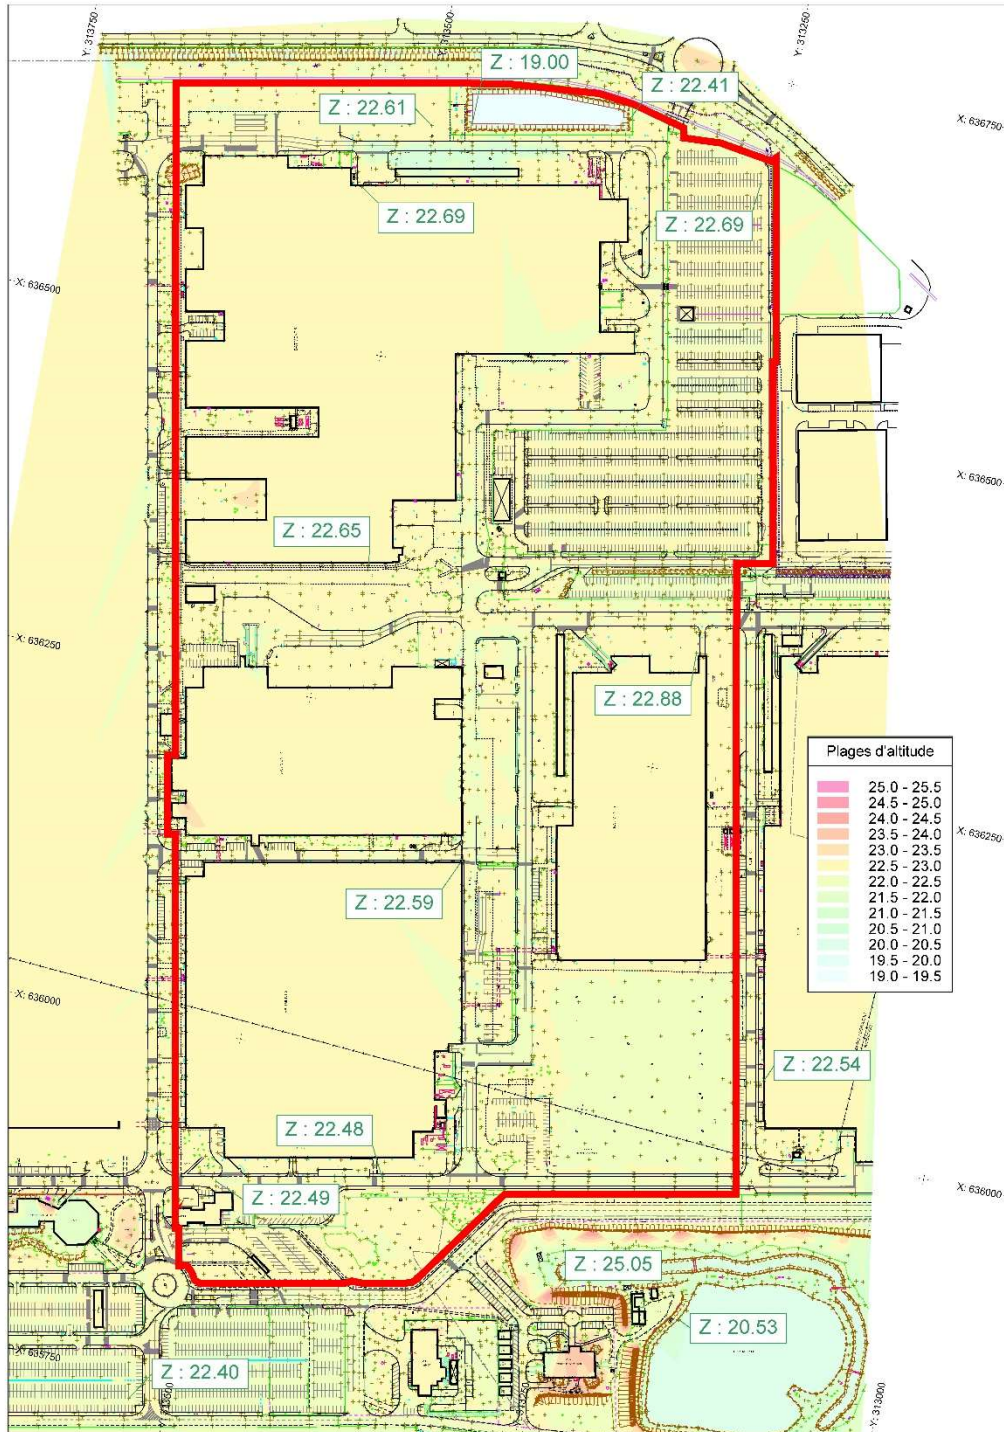 Y: 313750
Y: 313500
Y: 313250
Z : 19.00
Z : 22.41
Z : 22.61
X: 636750
Z : 22.69
Z : 22.69
X: 636500
X: 636500
Z : 22.65
X: 636250
Z : 22.88
Plages d'altitude
25.0 - 25.5
24.5 - 25.0
24.0 - 24.5
23.5 - 24.0
23.0 - 23.5
22.5 - 23.0
22.0 - 22.5
21.5 - 22.0
21.0 - 21.5
20.5 - 21.0
20.0 - 20.5
19.5 - 20.0
19.0 - 19.5
X: 636250
Z : 22.59
X: 636000
Z : 22.54
Z : 22.48
Z : 22.49
X: 636000
Z : 25.05
Z : 20.53
X: 635750
Z : 22.40
Y: 313000